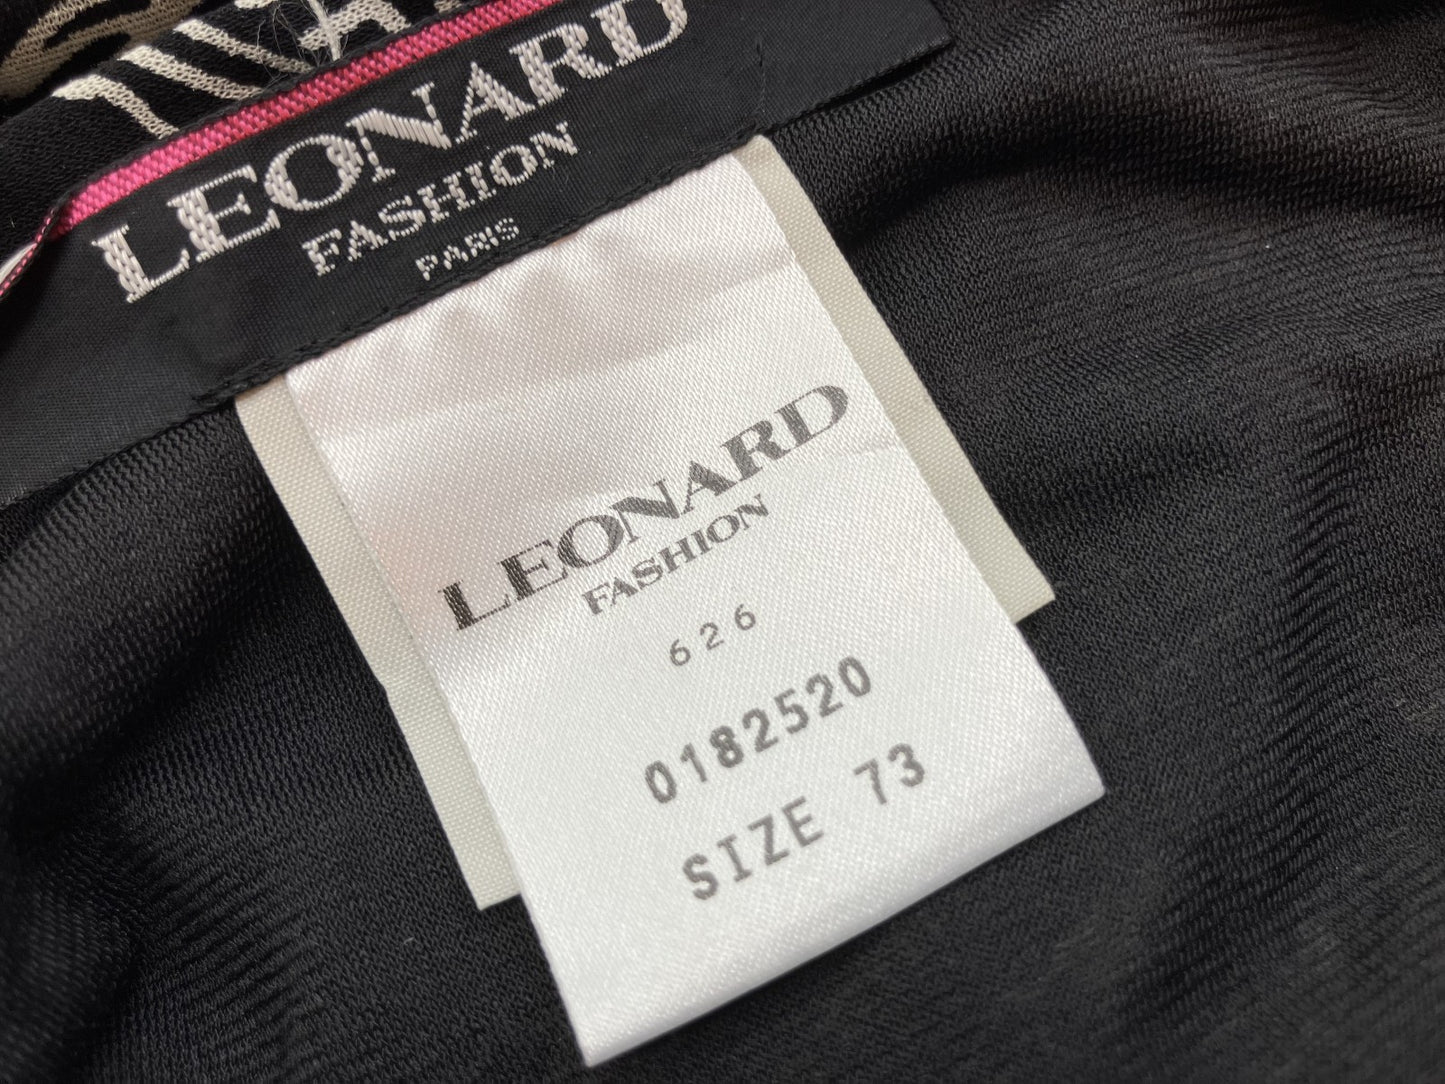 LEONARD
FASHION
PARIS
LEONARD
FASHION
626
0182520
SIZE 73